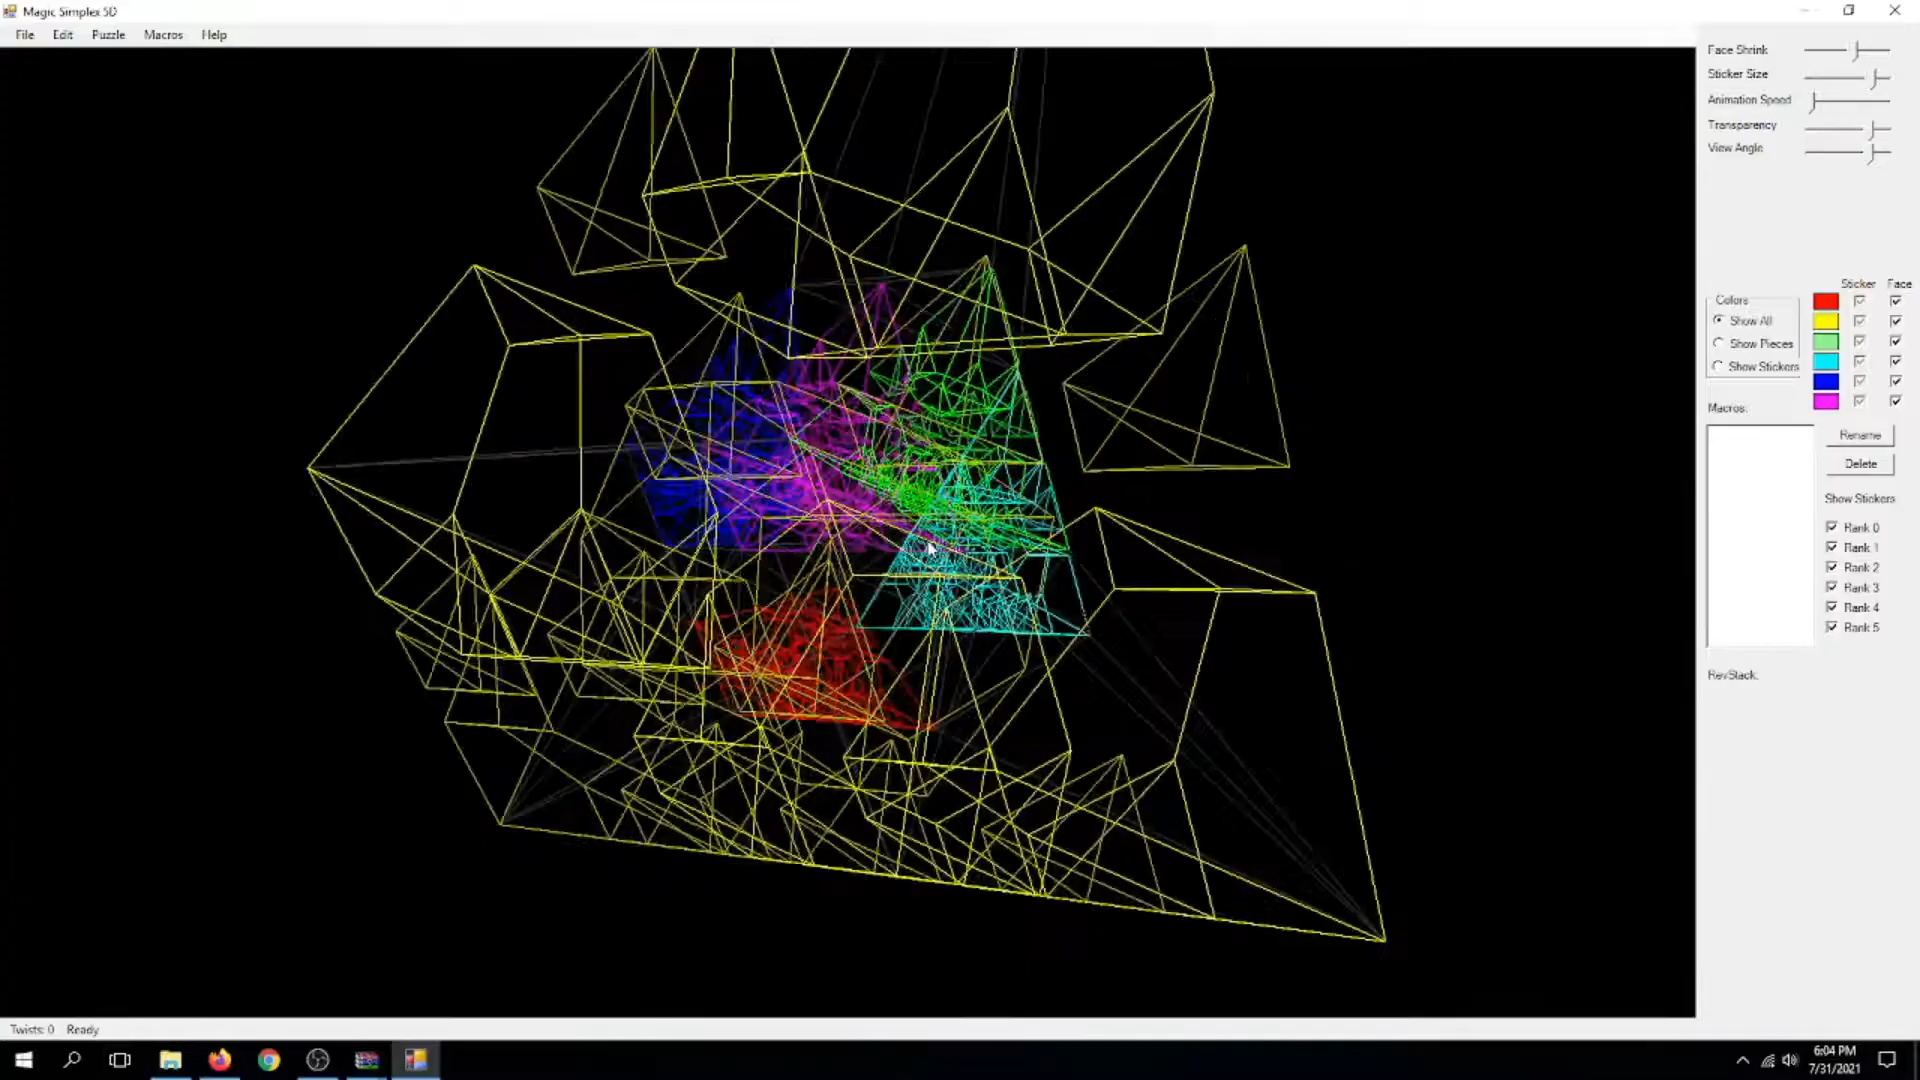 Magic Simplex 5D
File Edit Puzzle Macros Help
Face Shrink
Sticker Size
Animation Speed
Transparency
View Angle
Sticker Face
Colors
Show All
Show Pieces
Show Stickers
Macros:
Rename
Delete
Show Stickers
Rank 0
Rank 1
Rank 2
Rank 3
Rank 4
Rank 5
RevStack:
Twists: 0 Ready
6:04 PM
7/31/2021